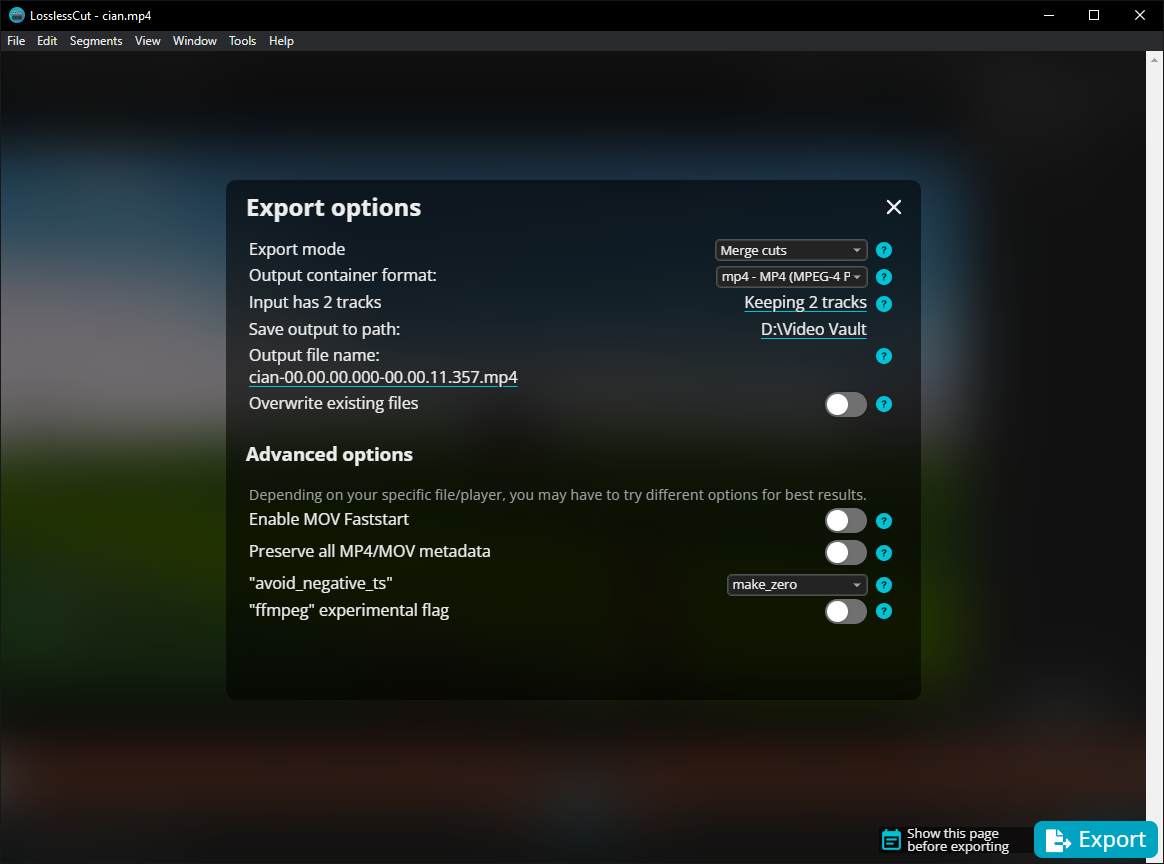 LosslessCut - cian.mp4
File Edit Segments View Window Tools Help
Export options
Export mode Merge cuts ?
Output container format: mp4 - MP4 (MPEG-4 P ?
Input has 2 tracks Keeping 2 tracks ?
Save output to path: D:\Video Vault
Output file name: ?
cian-00.00.00.000-00.00.11.357.mp4
Overwrite existing files ?
Advanced options
Depending on your specific file/player, you may have to try different options for best results.
Enable MOV Faststart ?
Preserve all MP4/MOV metadata ?
"avoid_negative_ts" make_zero ?
"ffmpeg" experimental flag ?
Show this page
before exporting
Export